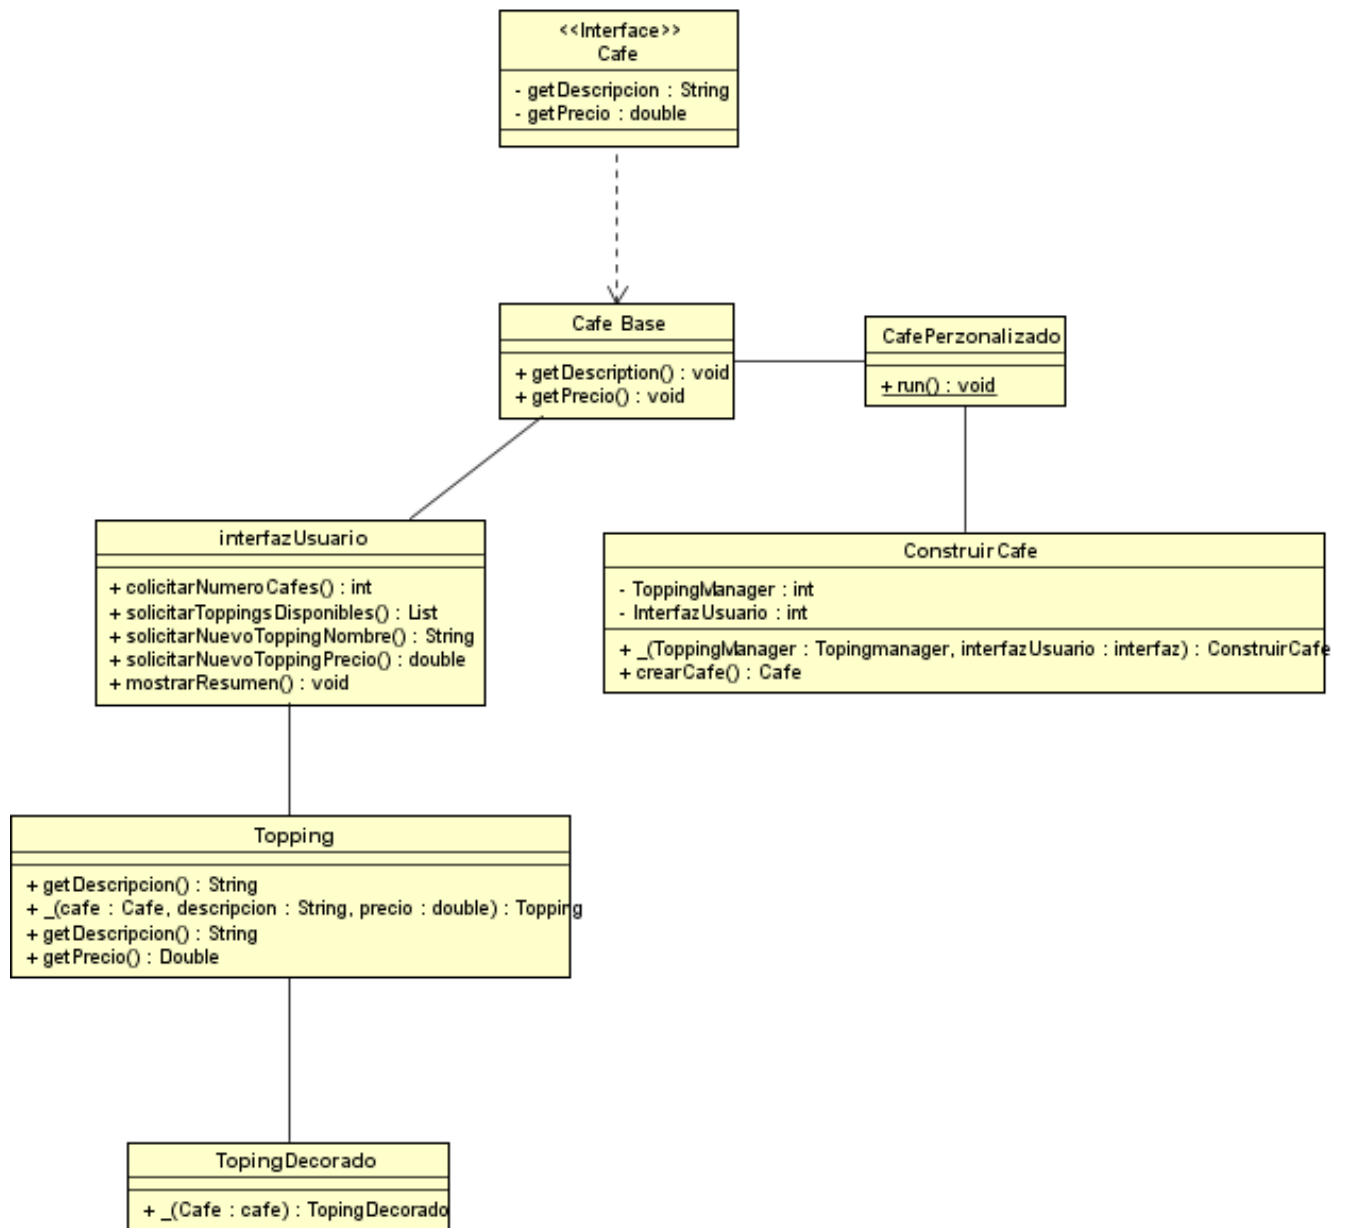 <<Interface>>
Cafe
- getDescripcion : String
- getPrecio : double
Cafe Base
+ getDescription() : void
+ getPrecio() : void
CafePerzonalizado
+ run() : void
interfazUsuario
+ colicitarNumeroCafes() : int
+ solicitarToppingsDisponibles() : List
+ solicitarNuevoToppingNombre() : String
+ solicitarNuevoToppingPrecio() : double
+ mostrarResumen() : void
ConstruirCafe
- ToppingManager : int
- InterfazUsuario : int
+ _(ToppingManager : Topingmanager, interfazUsuario : interfaz) : ConstruirCafe
+ crearCafe() : Cafe
Topping
+ getDescripcion() : String
+ _(cafe : Cafe, descripcion : String, precio : double) : Topping
+ getDescripcion() : String
+ getPrecio() : Double
TopingDecorado
+ _(Cafe : cafe) : TopingDecorado